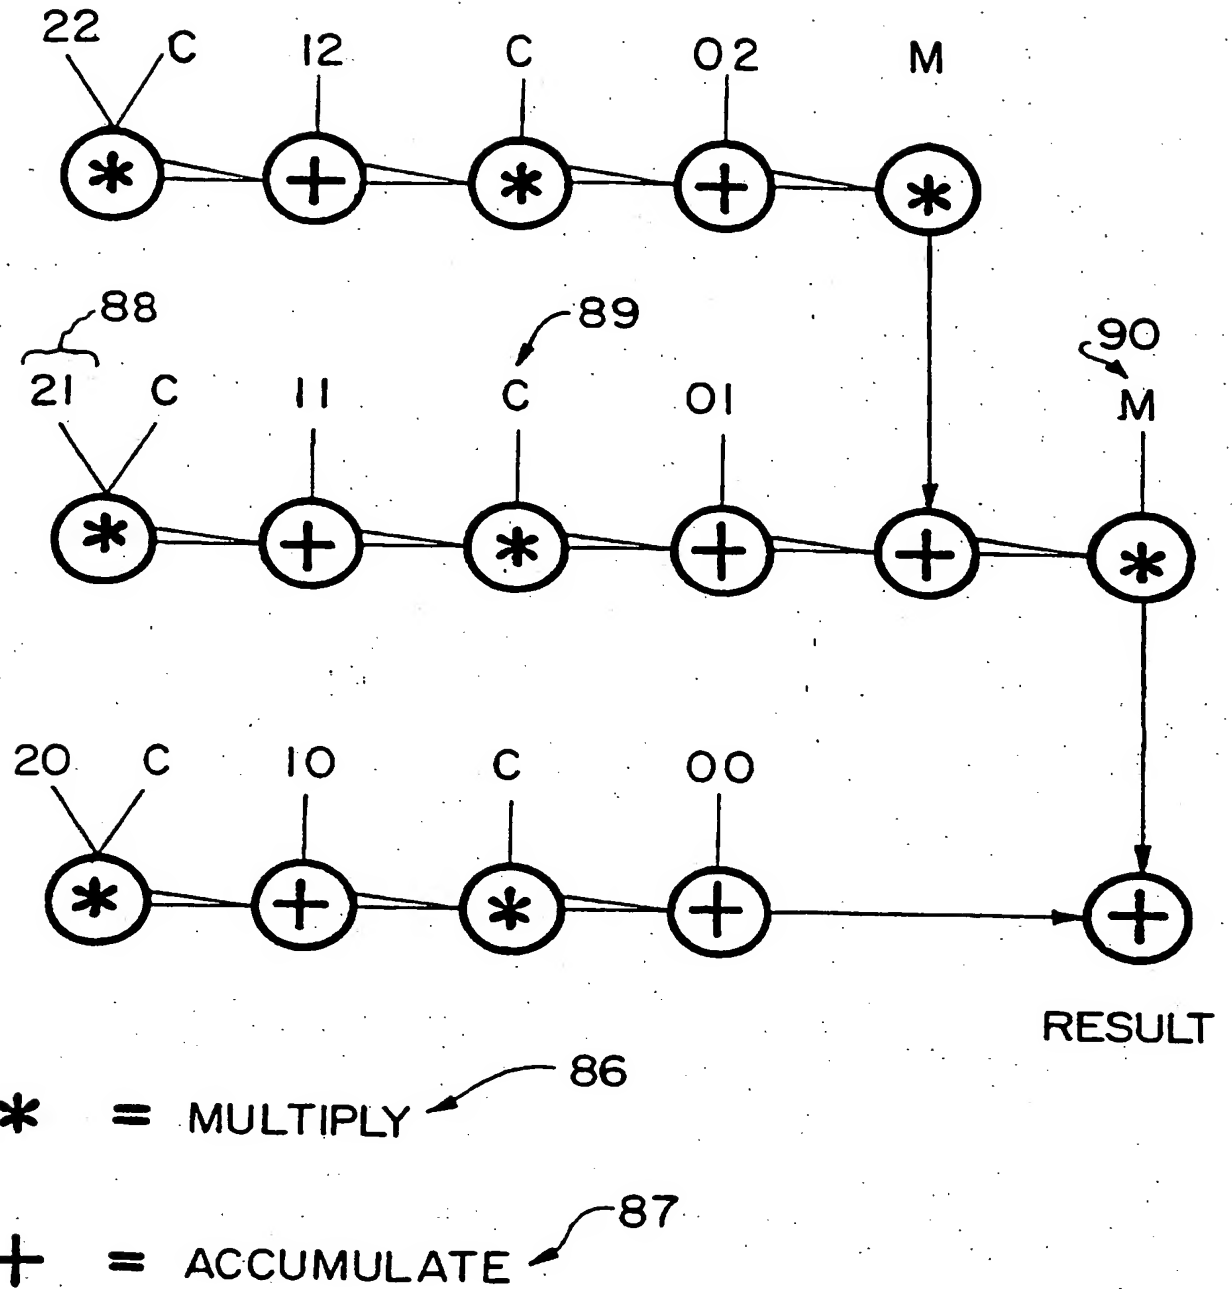 22 C 12 C 02 M
* + * + *
88 89 90
21 C 11 C 01 M
* + * + + *
20 C 10 C 00
* + * + +
RESULT
86
* = MULTIPLY
87
+ = ACCUMULATE